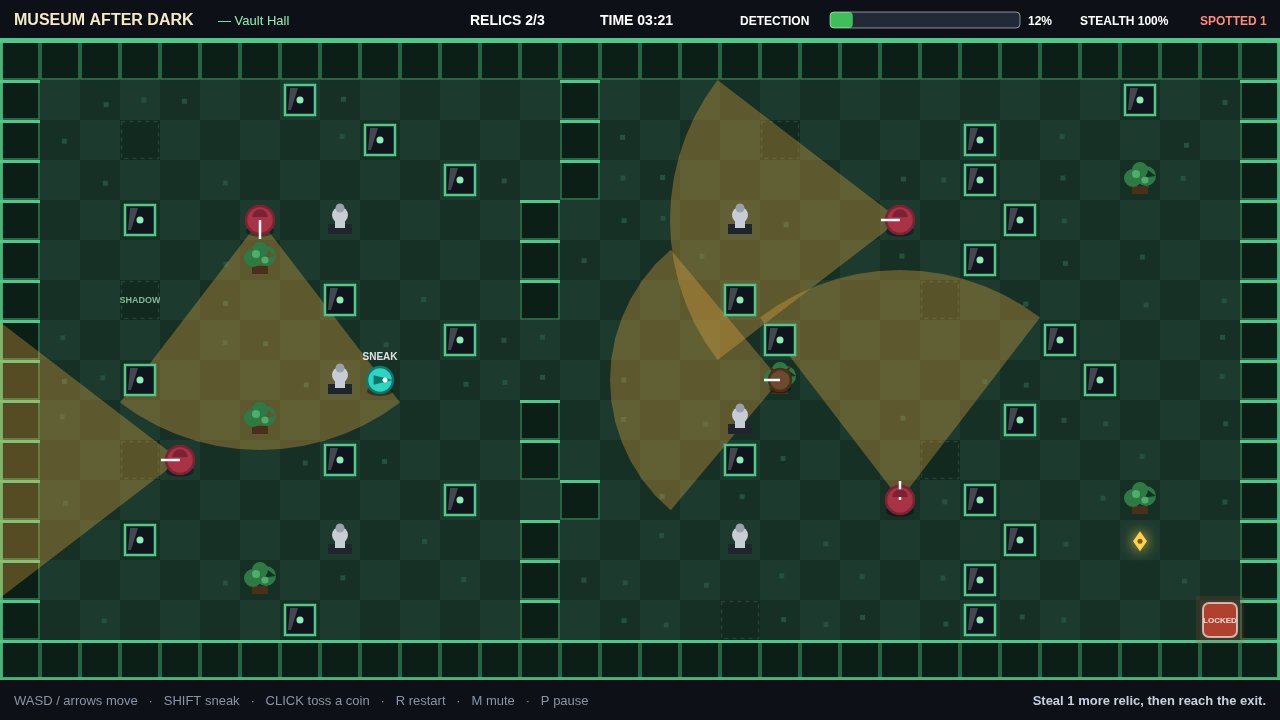 MUSEUM AFTER DARK — Vault Hall RELICS 2/3 TIME 03:21 DETECTION 12% STEALTH 100% SPOTTED 1
SHADOW
SNEAK
LOCKED
WASD / arrows move · SHIFT sneak · CLICK toss a coin · R restart · M mute · P pause Steal 1 more relic, then reach the exit.